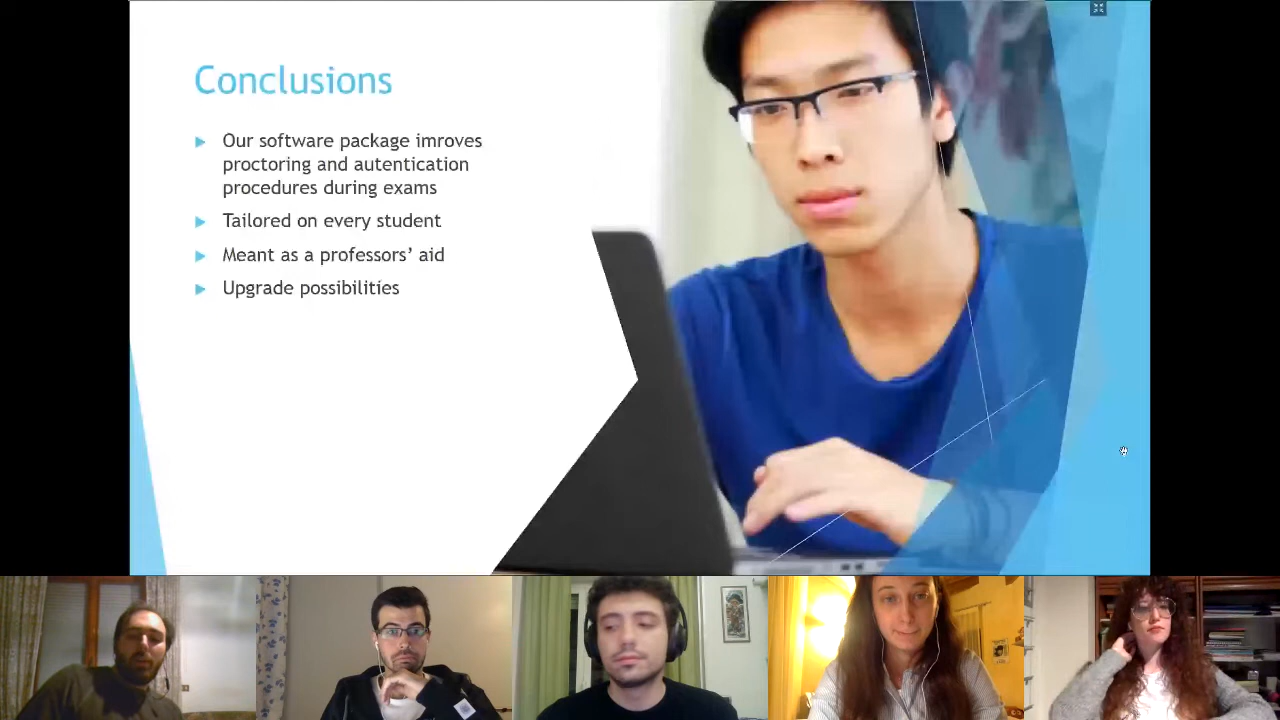 Conclusions
Our software package imroves
proctoring and autentication
procedures during exams
Tailored on every student
Meant as a professors’ aid
Upgrade possibilities